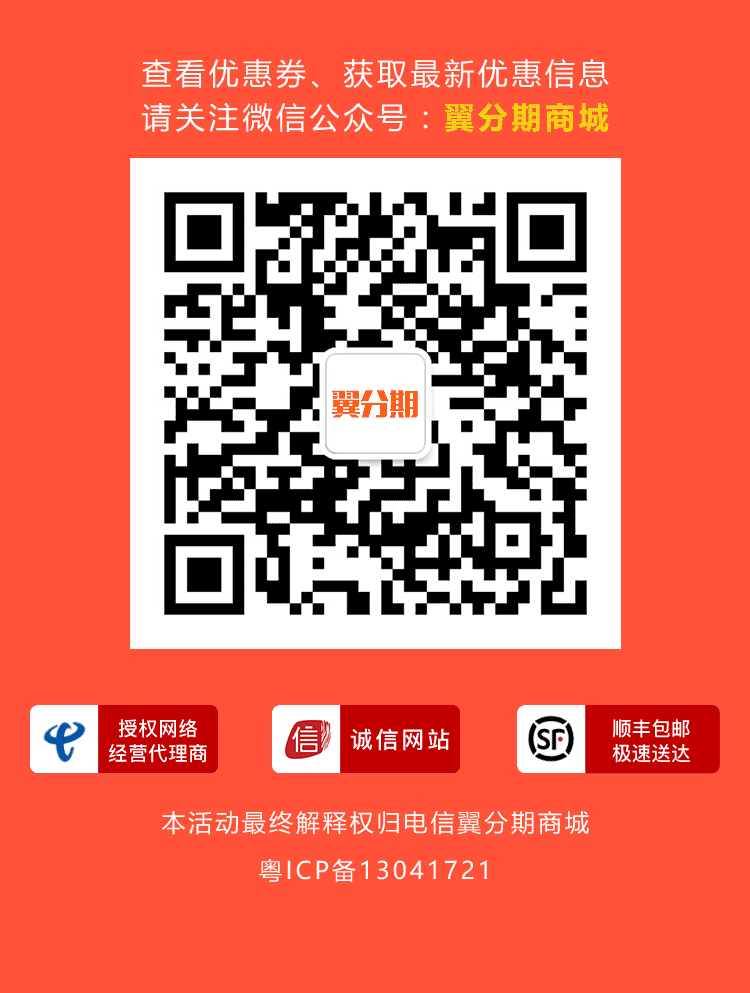 查看优惠券、获取最新优惠信息
请关注微信公众号：翼分期商城
翼分期
授权网络
经营代理商
信
诚信网站
SF
顺丰包邮
极速送达
本活动最终解释权归电信翼分期商城
粤ICP备13041721